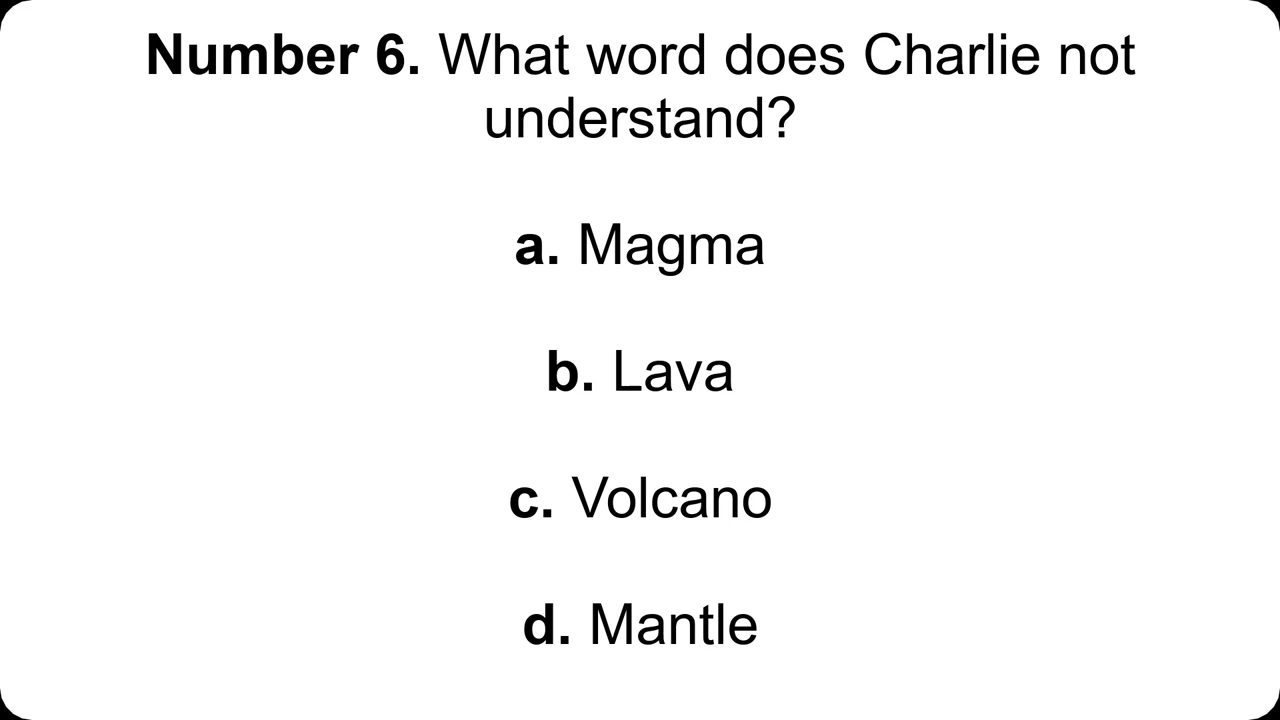 Number 6. What word does Charlie not
understand?
a. Magma
b. Lava
c. Volcano
d. Mantle